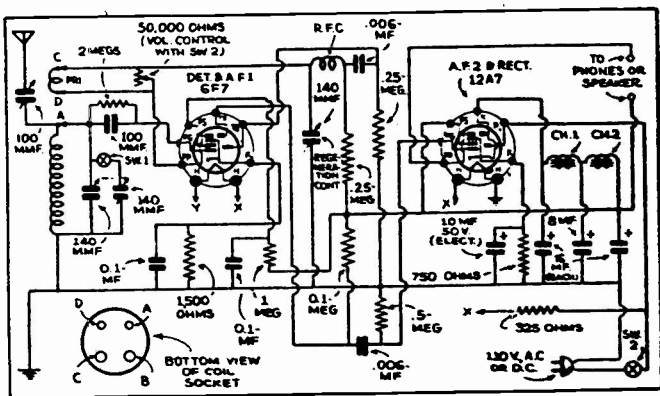 50,000 OHMS
(VOL. CONTROL
WITH SW 2)
2 MEGS
C
PRI
D
A
100
MMF.
100
MMF.
SW.1
140
MMF
140
MMF
DET. & A.F.1
6F7
Y
X
R.F.C
.006-
MF
140
MMF
REGEN-
ERATION
CONT
.25-
MEG
.25-
MEG
A.F.2 & RECT.
12A7
X
TO
PHONES OR
SPEAKER
CH.1
CH.2
10 MF
50 V.
(ELECT.)
8 MF.
MF.
(EACH)
750 OHMS
0.1-
MF
1,500
OHMS
0.1-
MF
1
MEG
0.1-
MEG
.5-
MEG
.006-
MF
X
325 OHMS
110 V., A.C
OR D.C.
SW.
2
D
A
C
B
BOTTOM VIEW
OF COIL
SOCKET